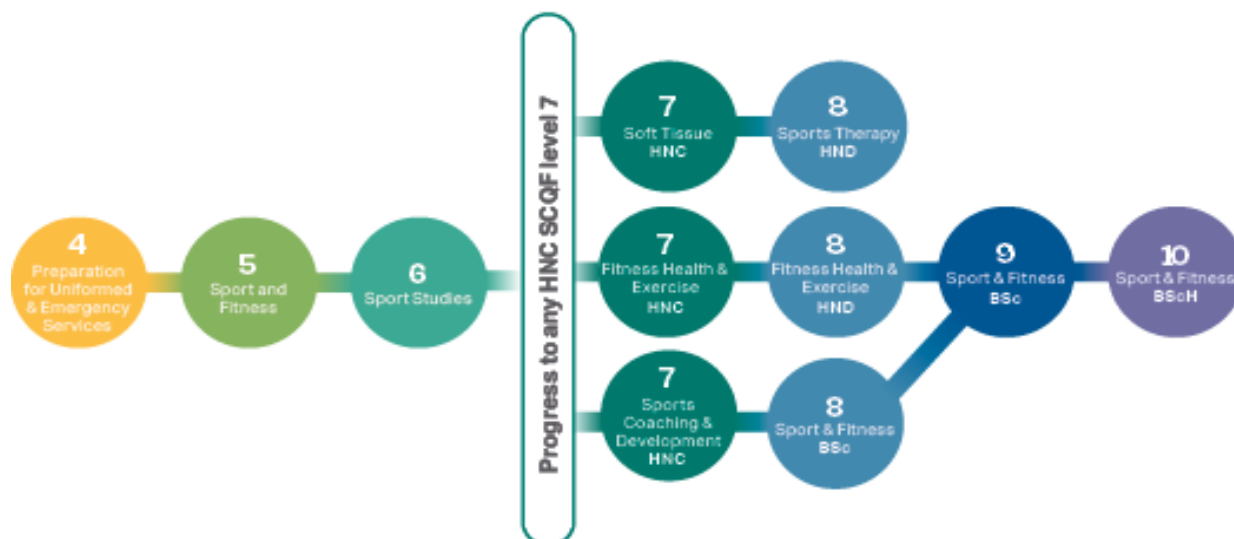 4
Preparation
for Uniformed
& Emergency
Services
5
Sport and
Fitness
6
Sport Studies
Progress to any HNC SCQF level 7
7
Soft Tissue
HNC
8
Sports Therapy
HND
7
Fitness Health &
Exercise
HNC
8
Fitness Health &
Exercise
HND
7
Sports
Coaching &
Development
HNC
8
Sport & Fitness
BSc
9
Sport & Fitness
BSc
10
Sport & Fitness
BScH